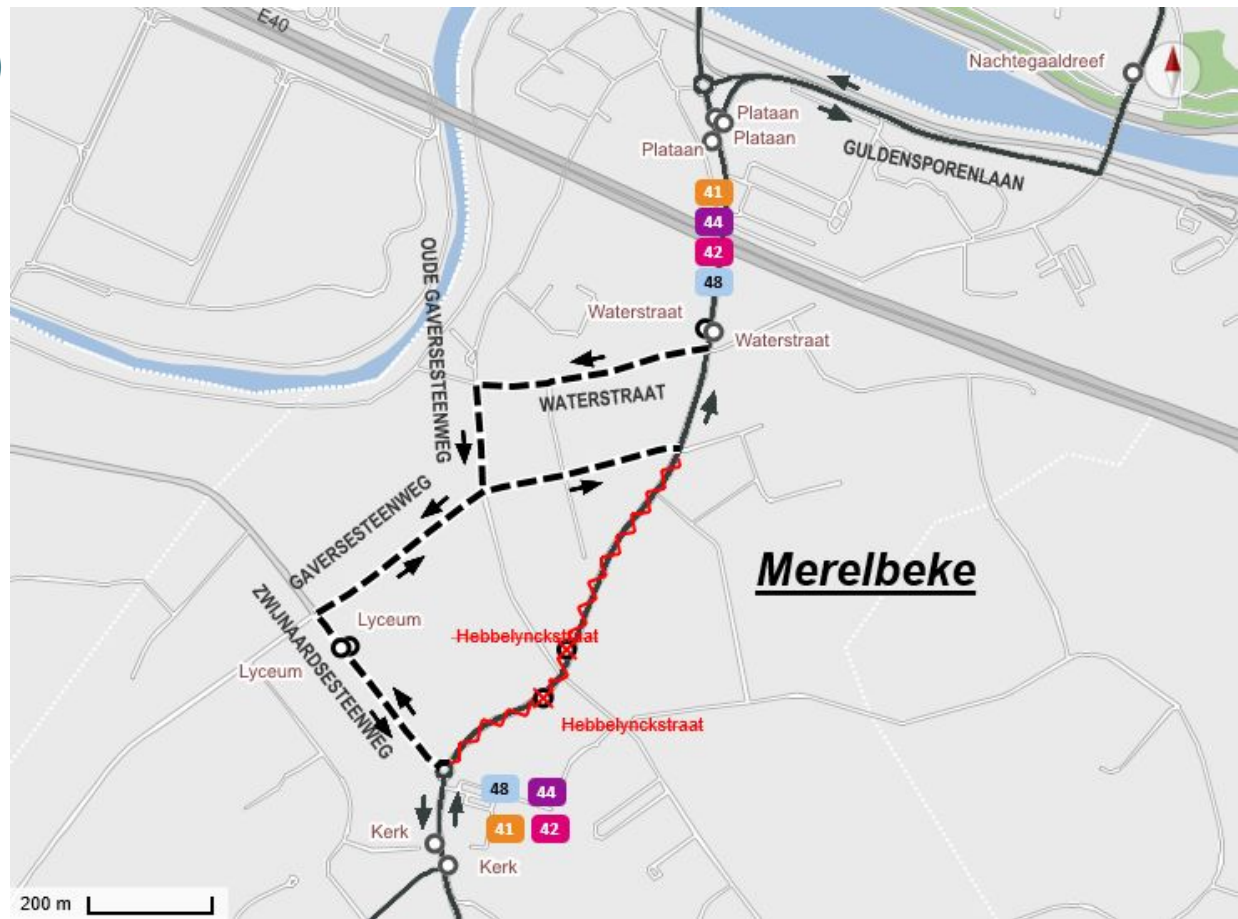 E40
Nachtegaaldreef
Plataan
Plataan
Plataan
GULDENSPORENLAAN
41
44
42
48
OUDE GAVERSESTEENWEG
Waterstraat
Waterstraat
WATERSTRAAT
GAVERSESTEENWEG
Merelbeke
ZWIJNAARDSESTEENWEG
Lyceum
Hebbelynckstraat
Lyceum
Hebbelynckstraat
48
44
41
42
Kerk
Kerk
200 m